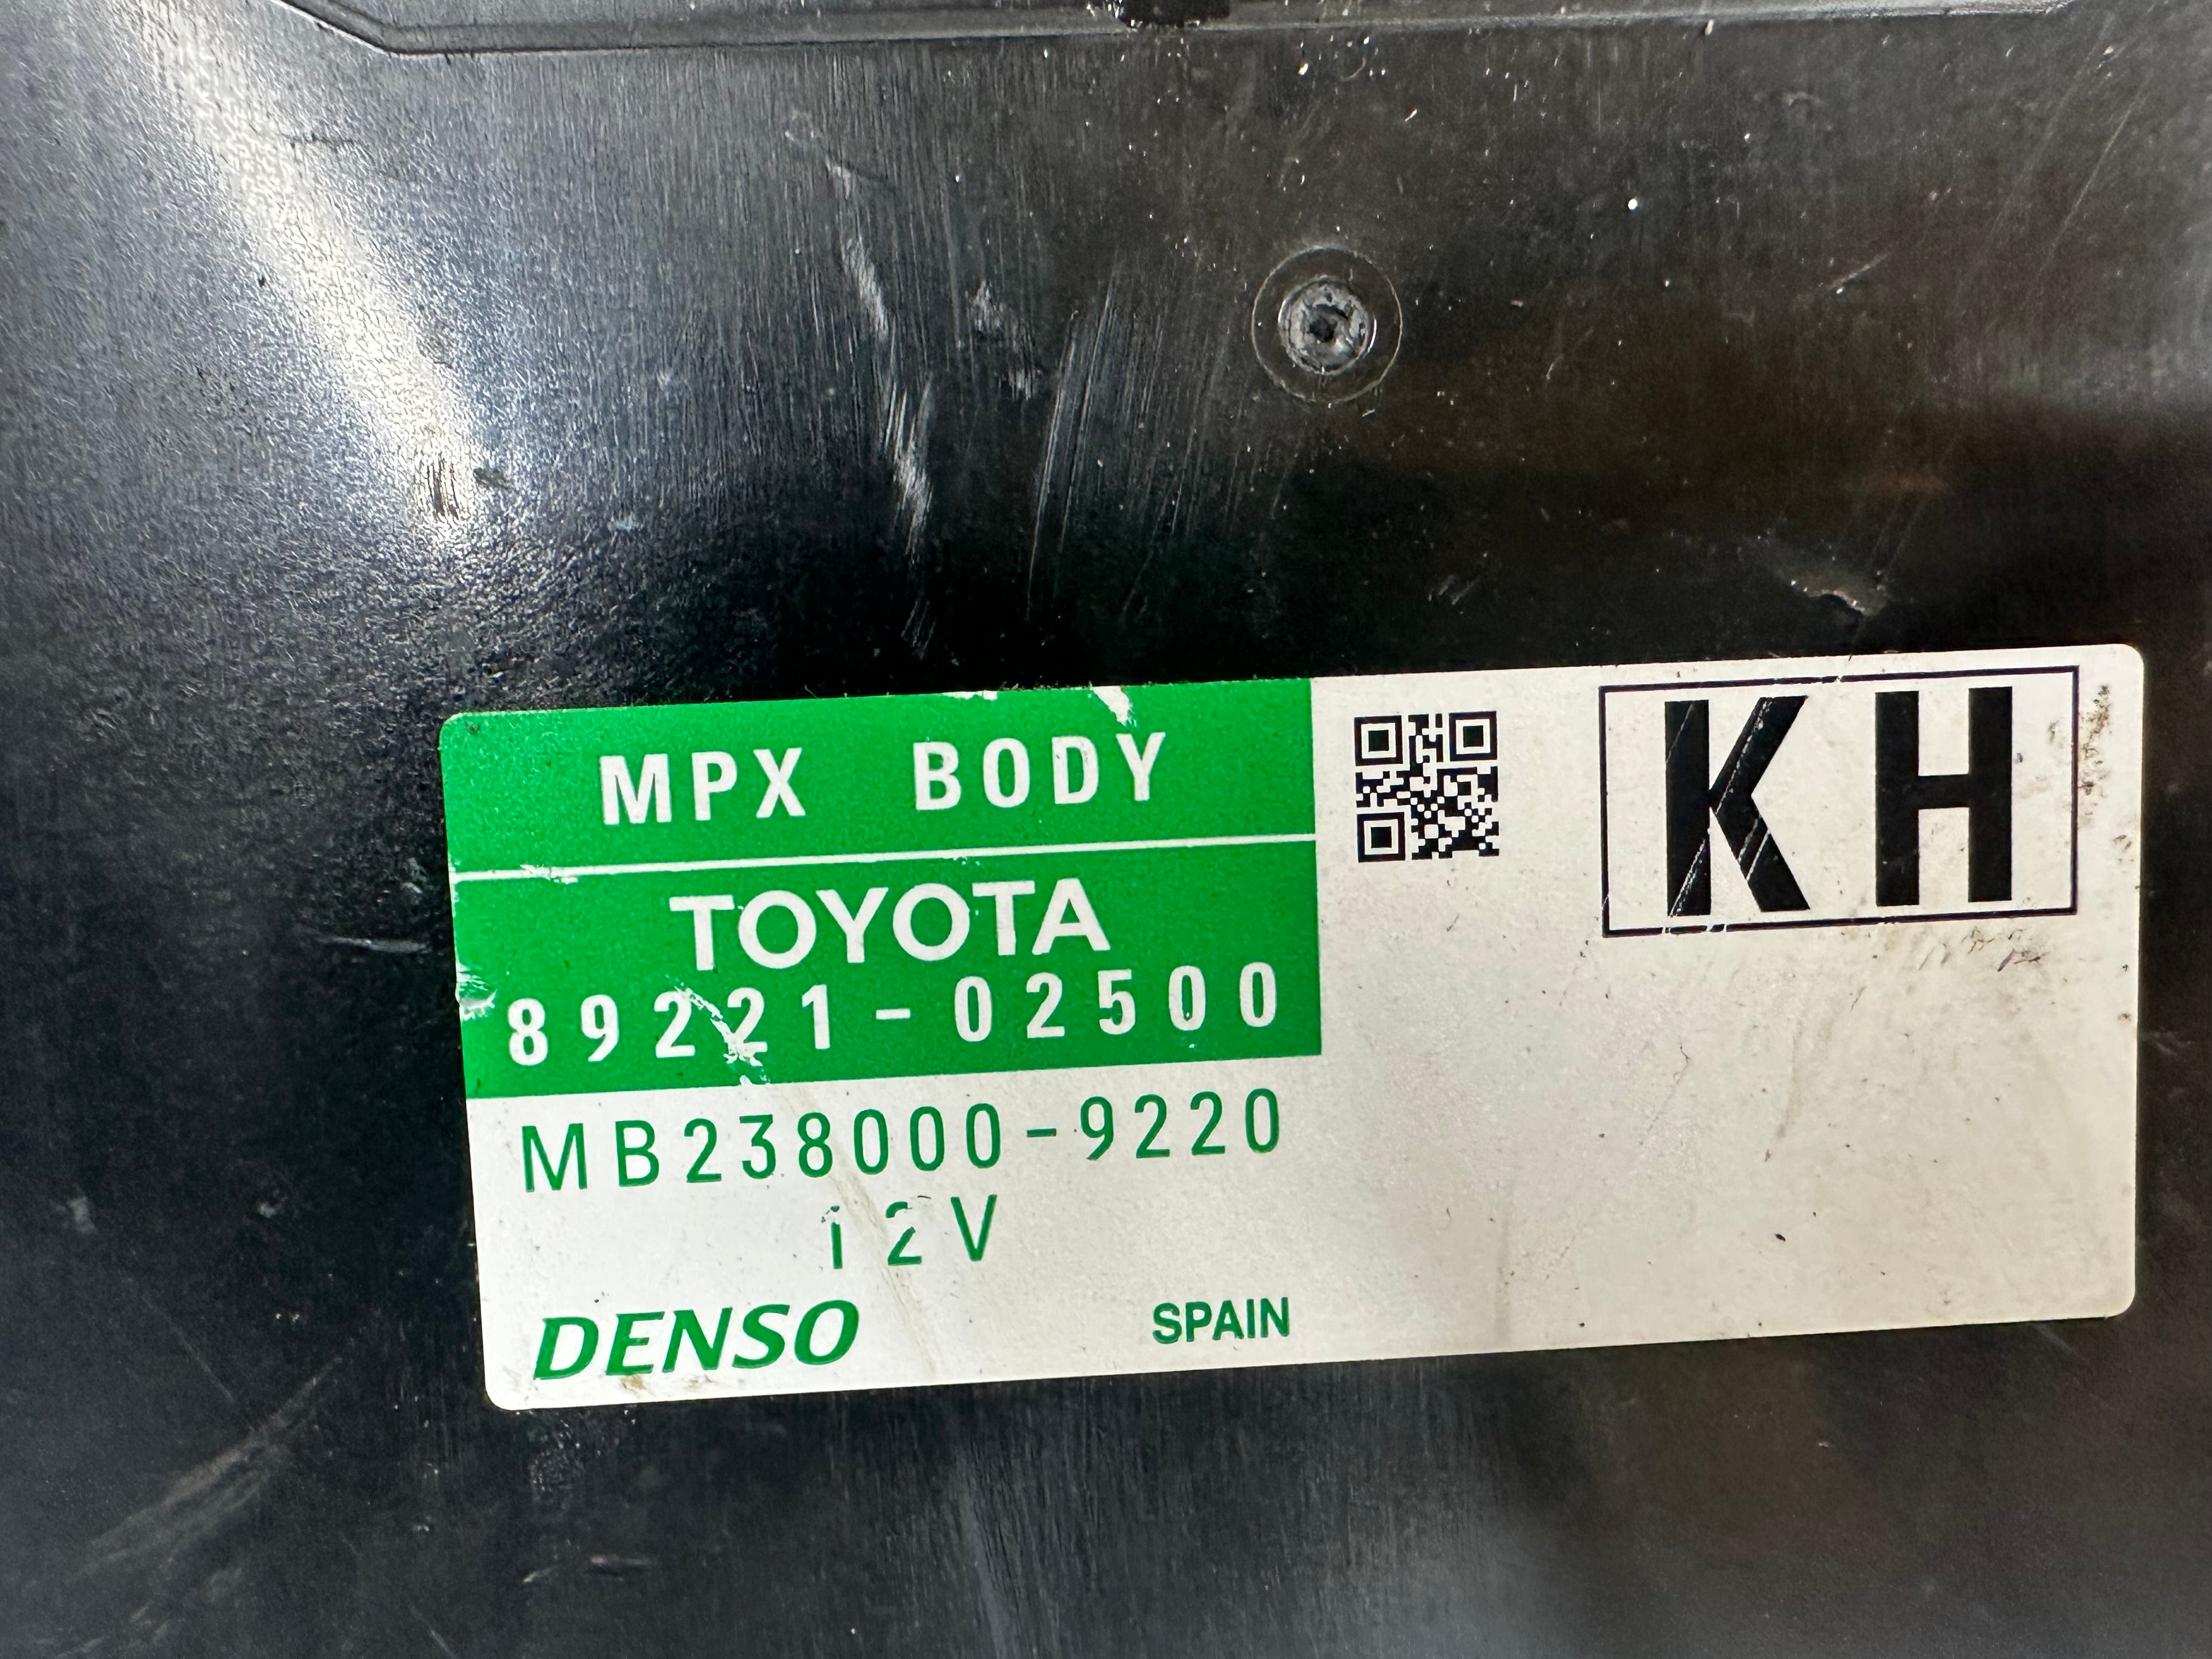 MPX BODY
KH
TOYOTA
89221-02500
MB238000-9220
12V
DENSO
SPAIN